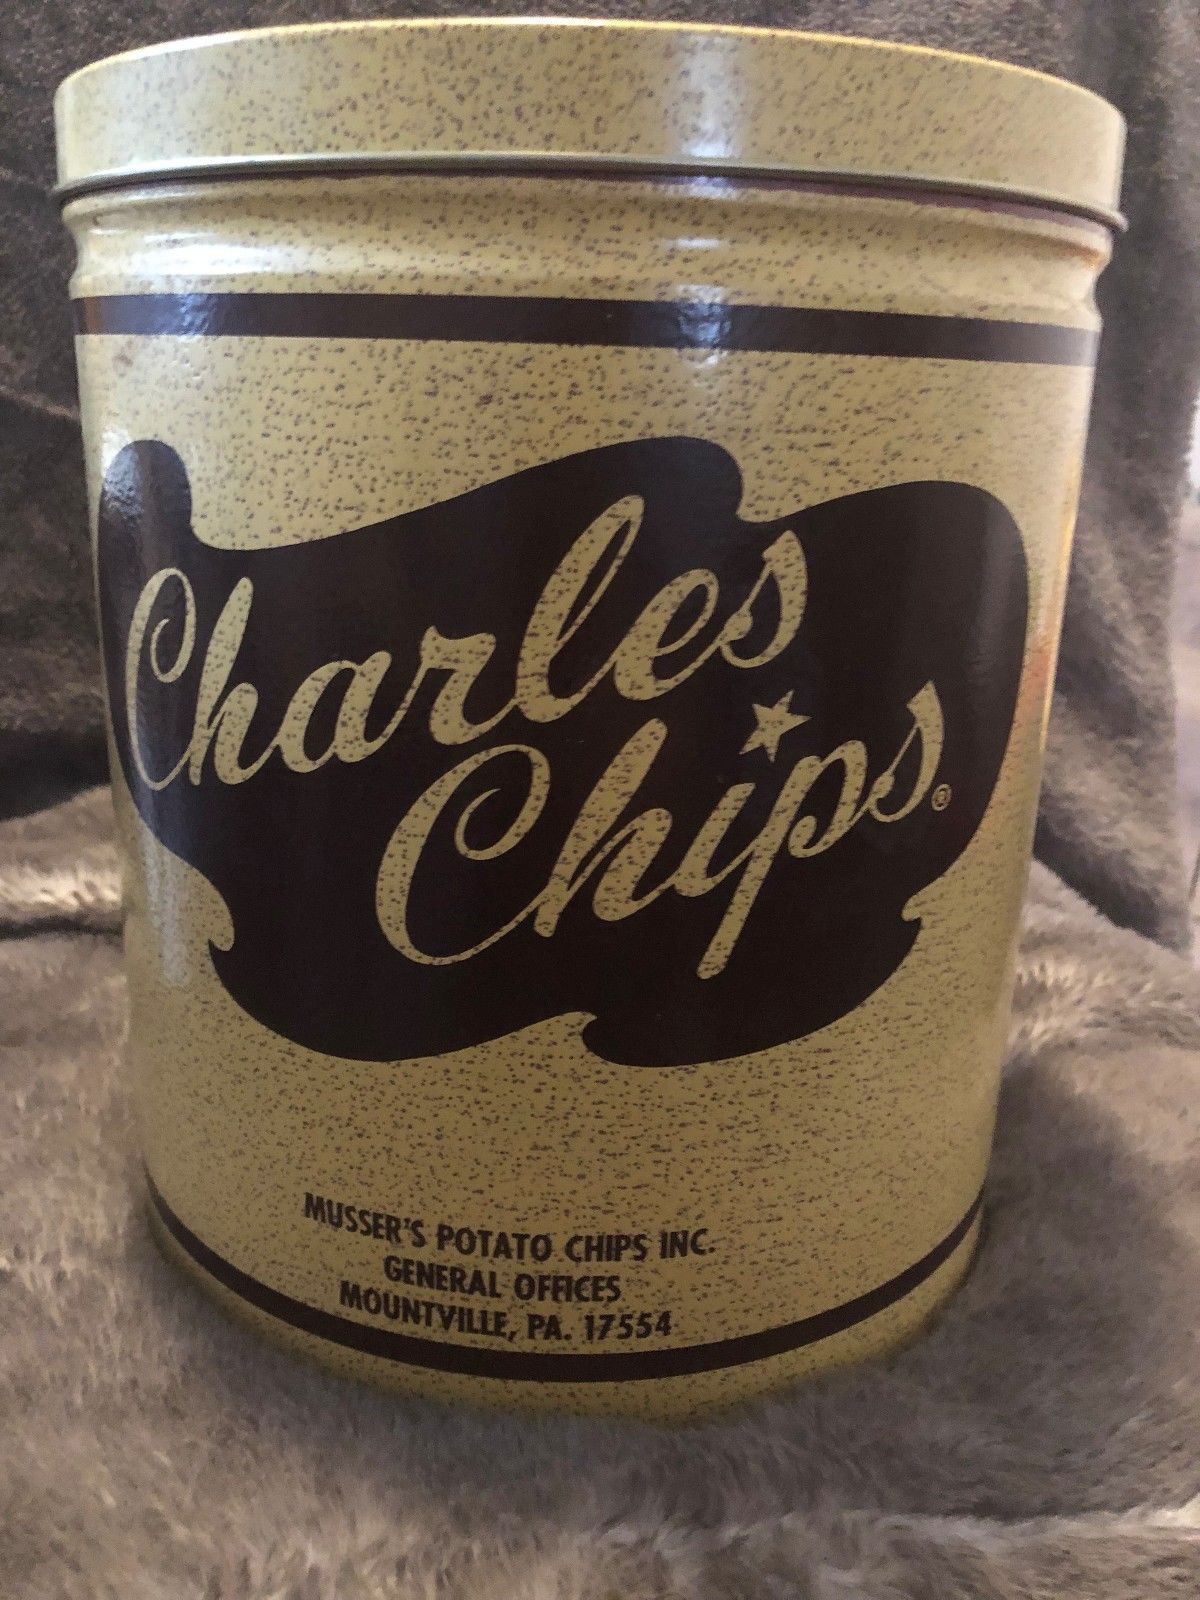 Charles
Chips®
MUSSER'S POTATO CHIPS INC.
GENERAL OFFICES
MOUNTVILLE, PA. 17554